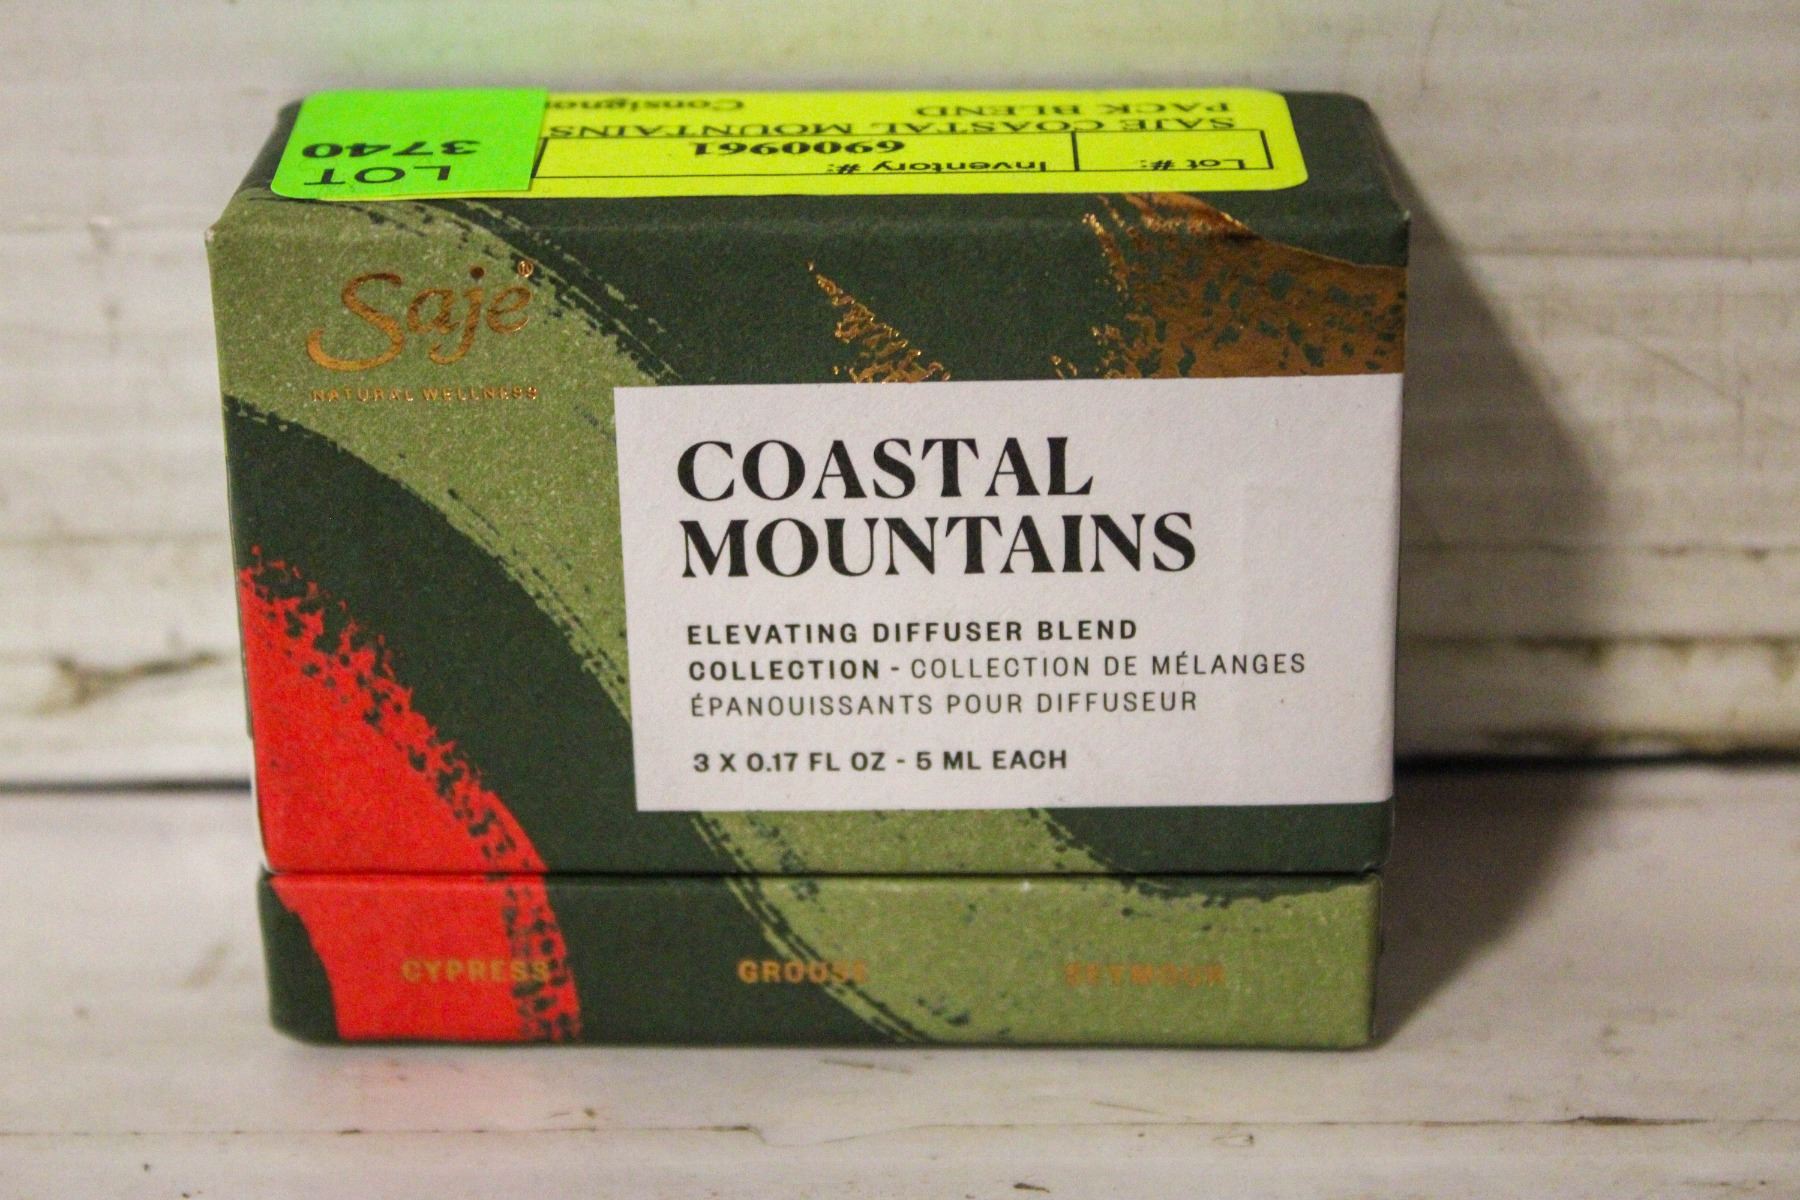 Lot #:
Inventory #:
6900961
SAJE COASTAL MOUNTAINS
PACK BLEND
Consignor
LOT
3740
Saje®
NATURAL WELLNESS
COASTAL
MOUNTAINS
ELEVATING DIFFUSER BLEND
COLLECTION - COLLECTION DE MÉLANGES
ÉPANOUISSANTS POUR DIFFUSEUR
3 X 0.17 FL OZ - 5 ML EACH
CYPRESS GROUSE SEYMOUR